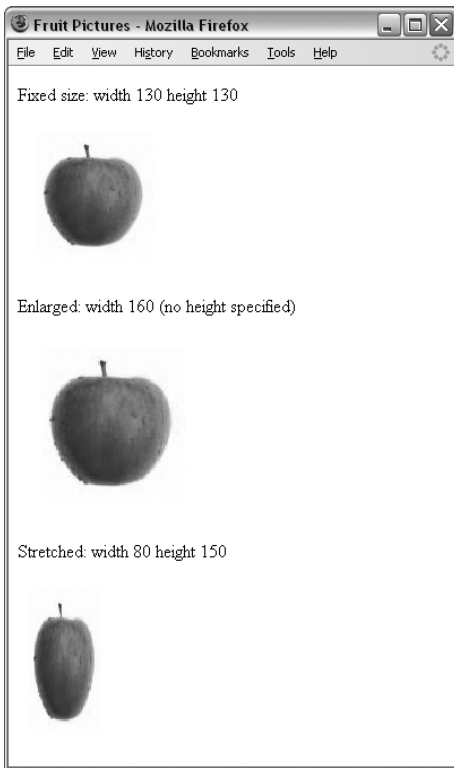 Fruit Pictures - Mozilla Firefox
File Edit View History Bookmarks Tools Help
Fixed size: width 130 height 130
Enlarged: width 160 (no height specified)
Stretched: width 80 height 150